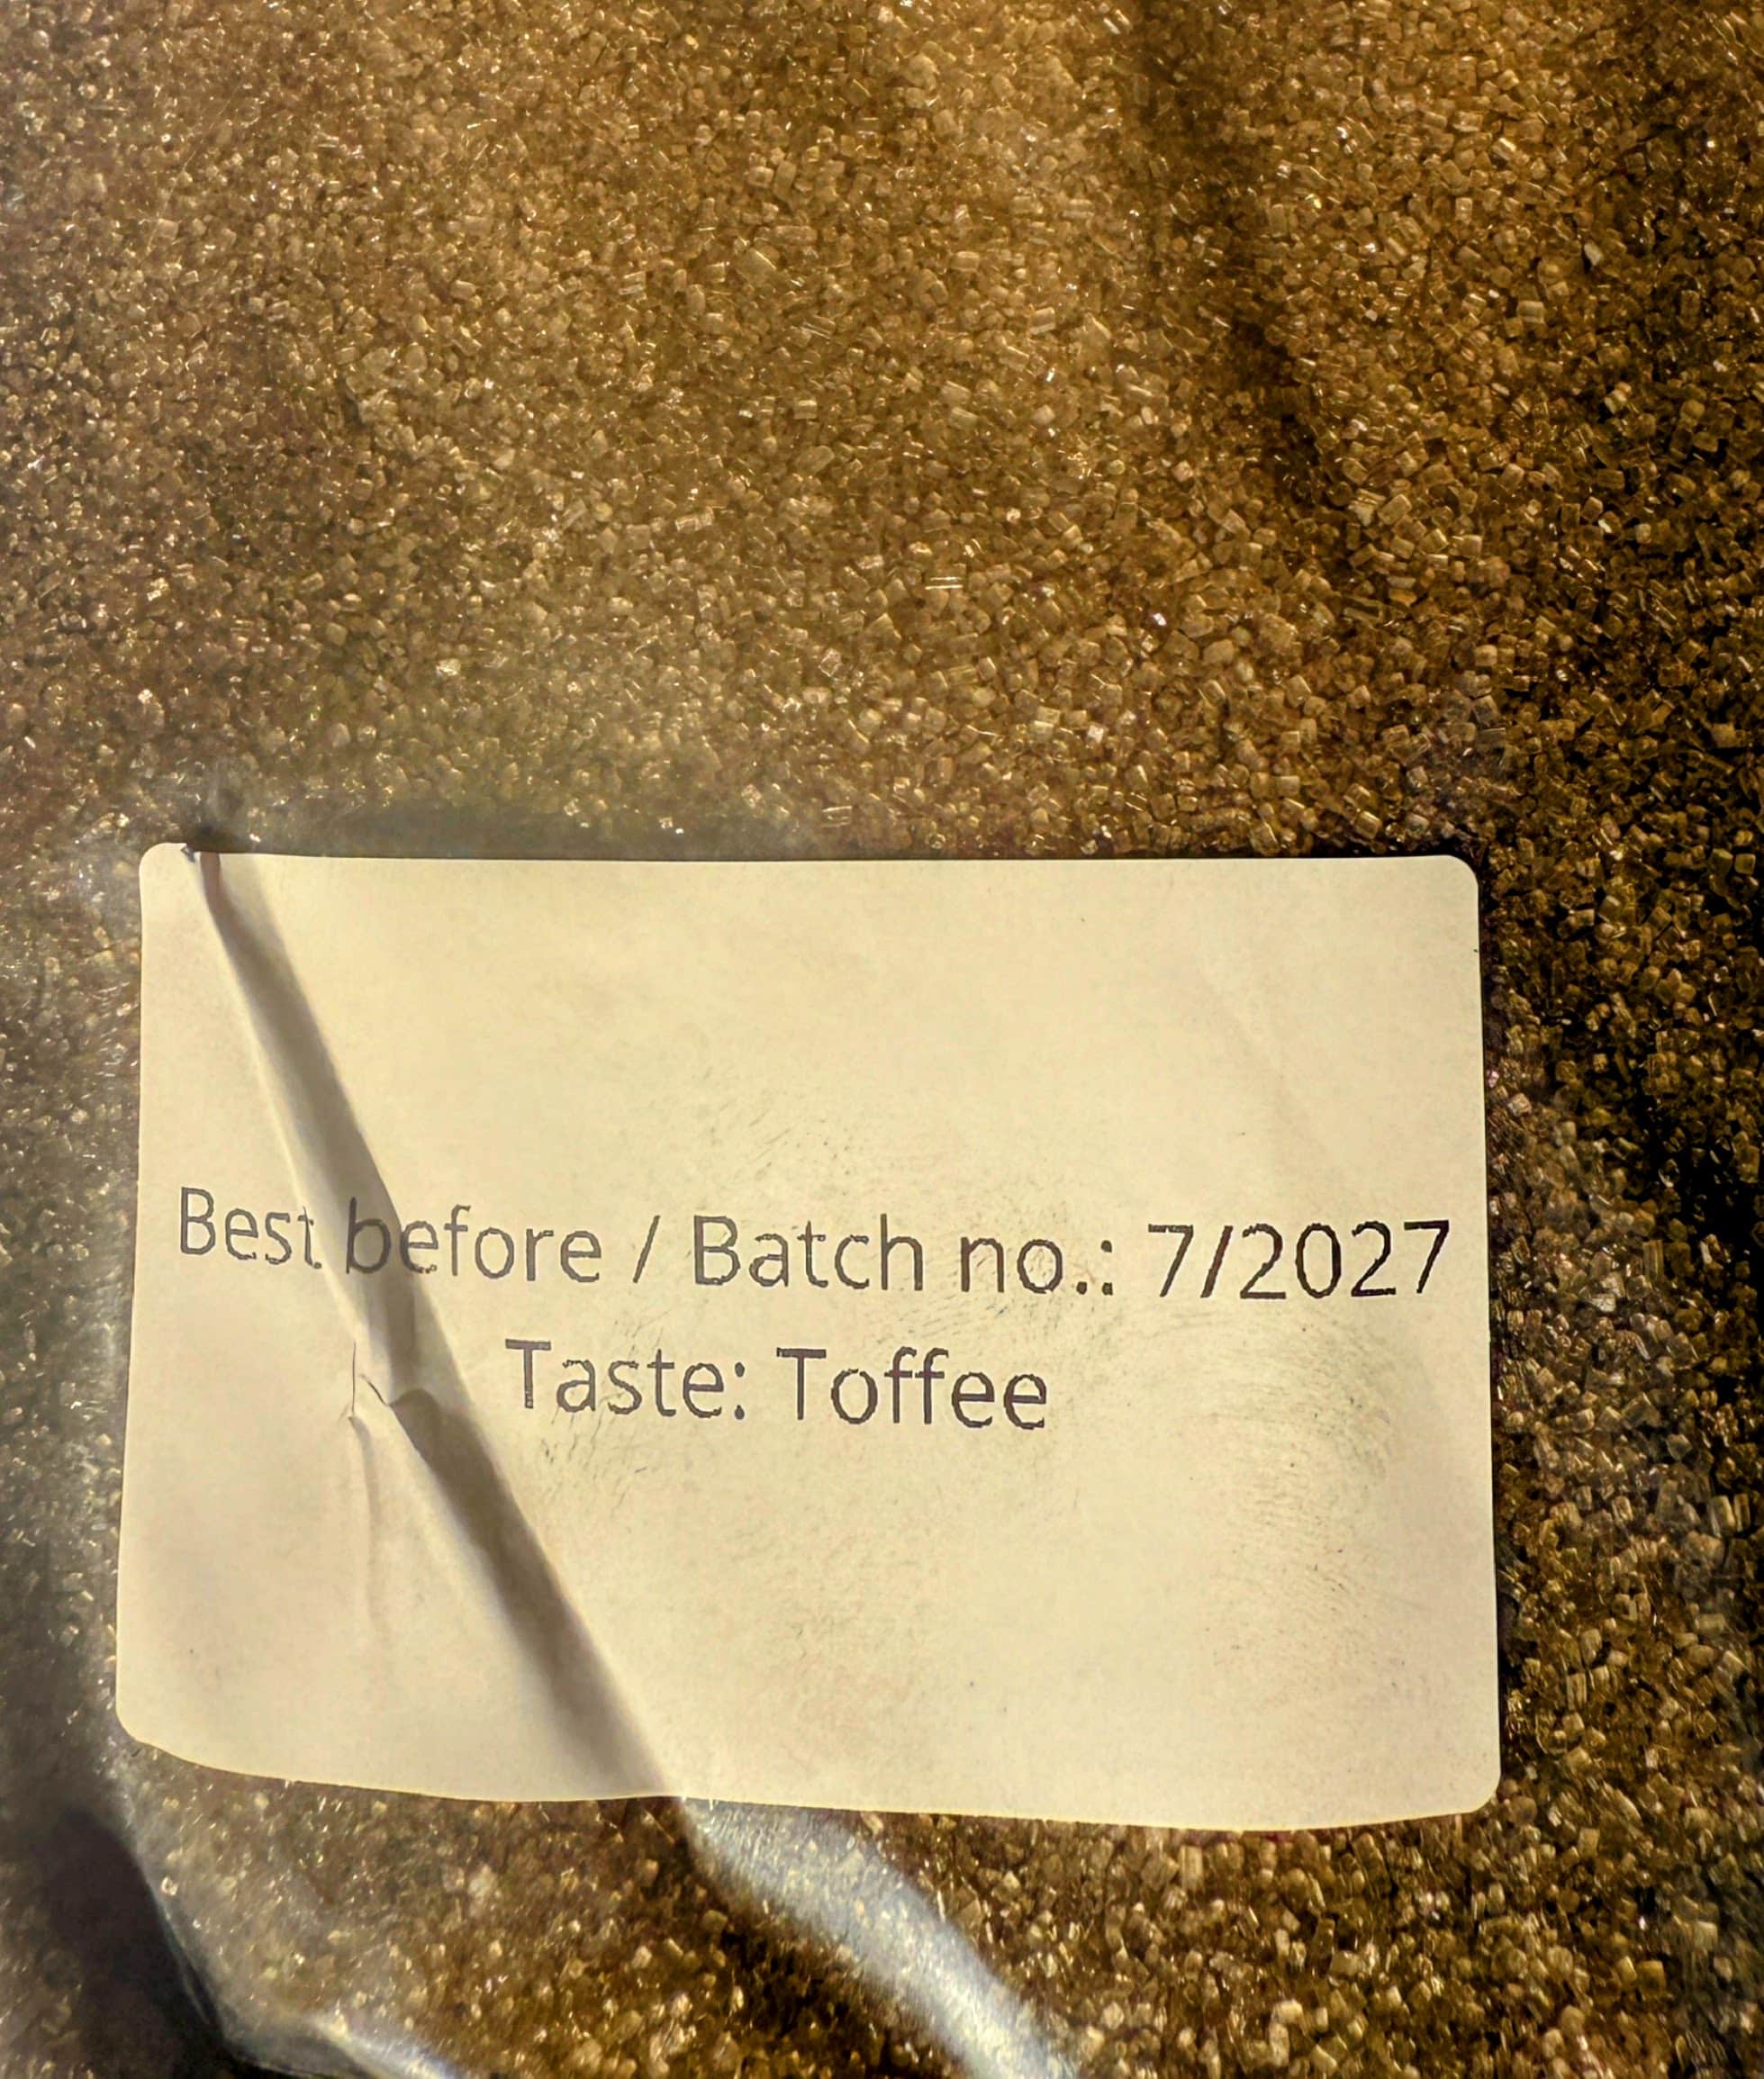 Best before / Batch no.: 7/2027
Taste: Toffee